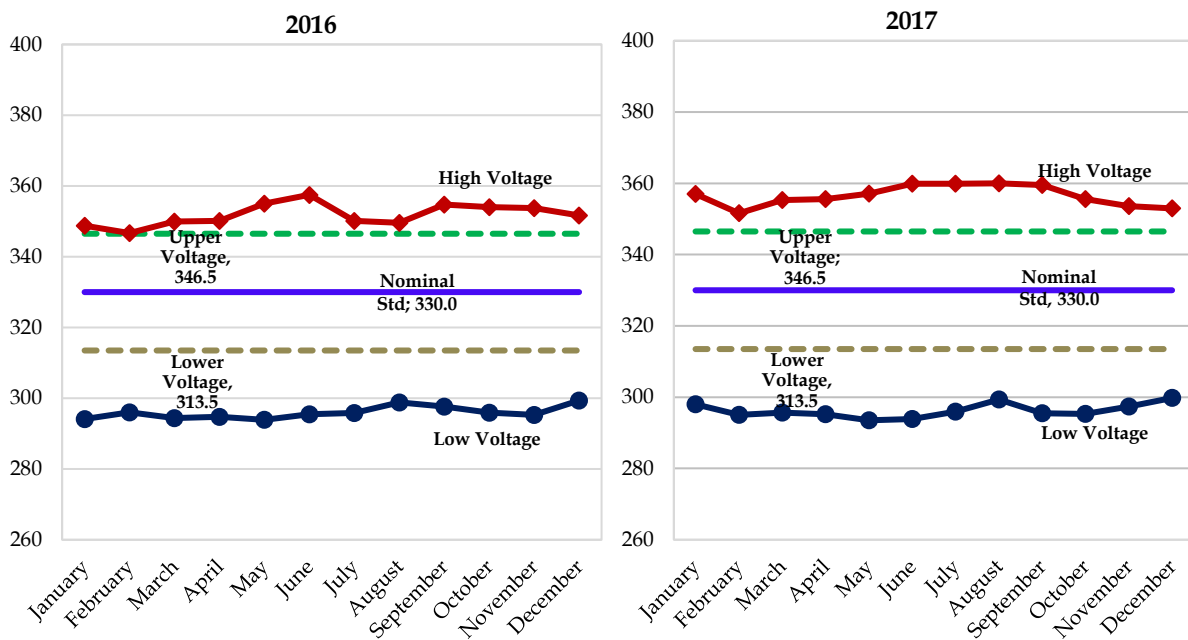 2016
400
380
360
340
320
300
280
260
High Voltage
Upper
Voltage,
346.5
Nominal
Std; 330.0
Lower
Voltage,
313.5
Low Voltage
January
February
March
April
May
June
July
August
September
October
November
December
2017
400
380
360
340
320
300
280
260
High Voltage
Upper
Voltage;
346.5
Nominal
Std, 330.0
Lower
Voltage,
313.5
Low Voltage
January
February
March
April
May
June
July
August
September
October
November
December